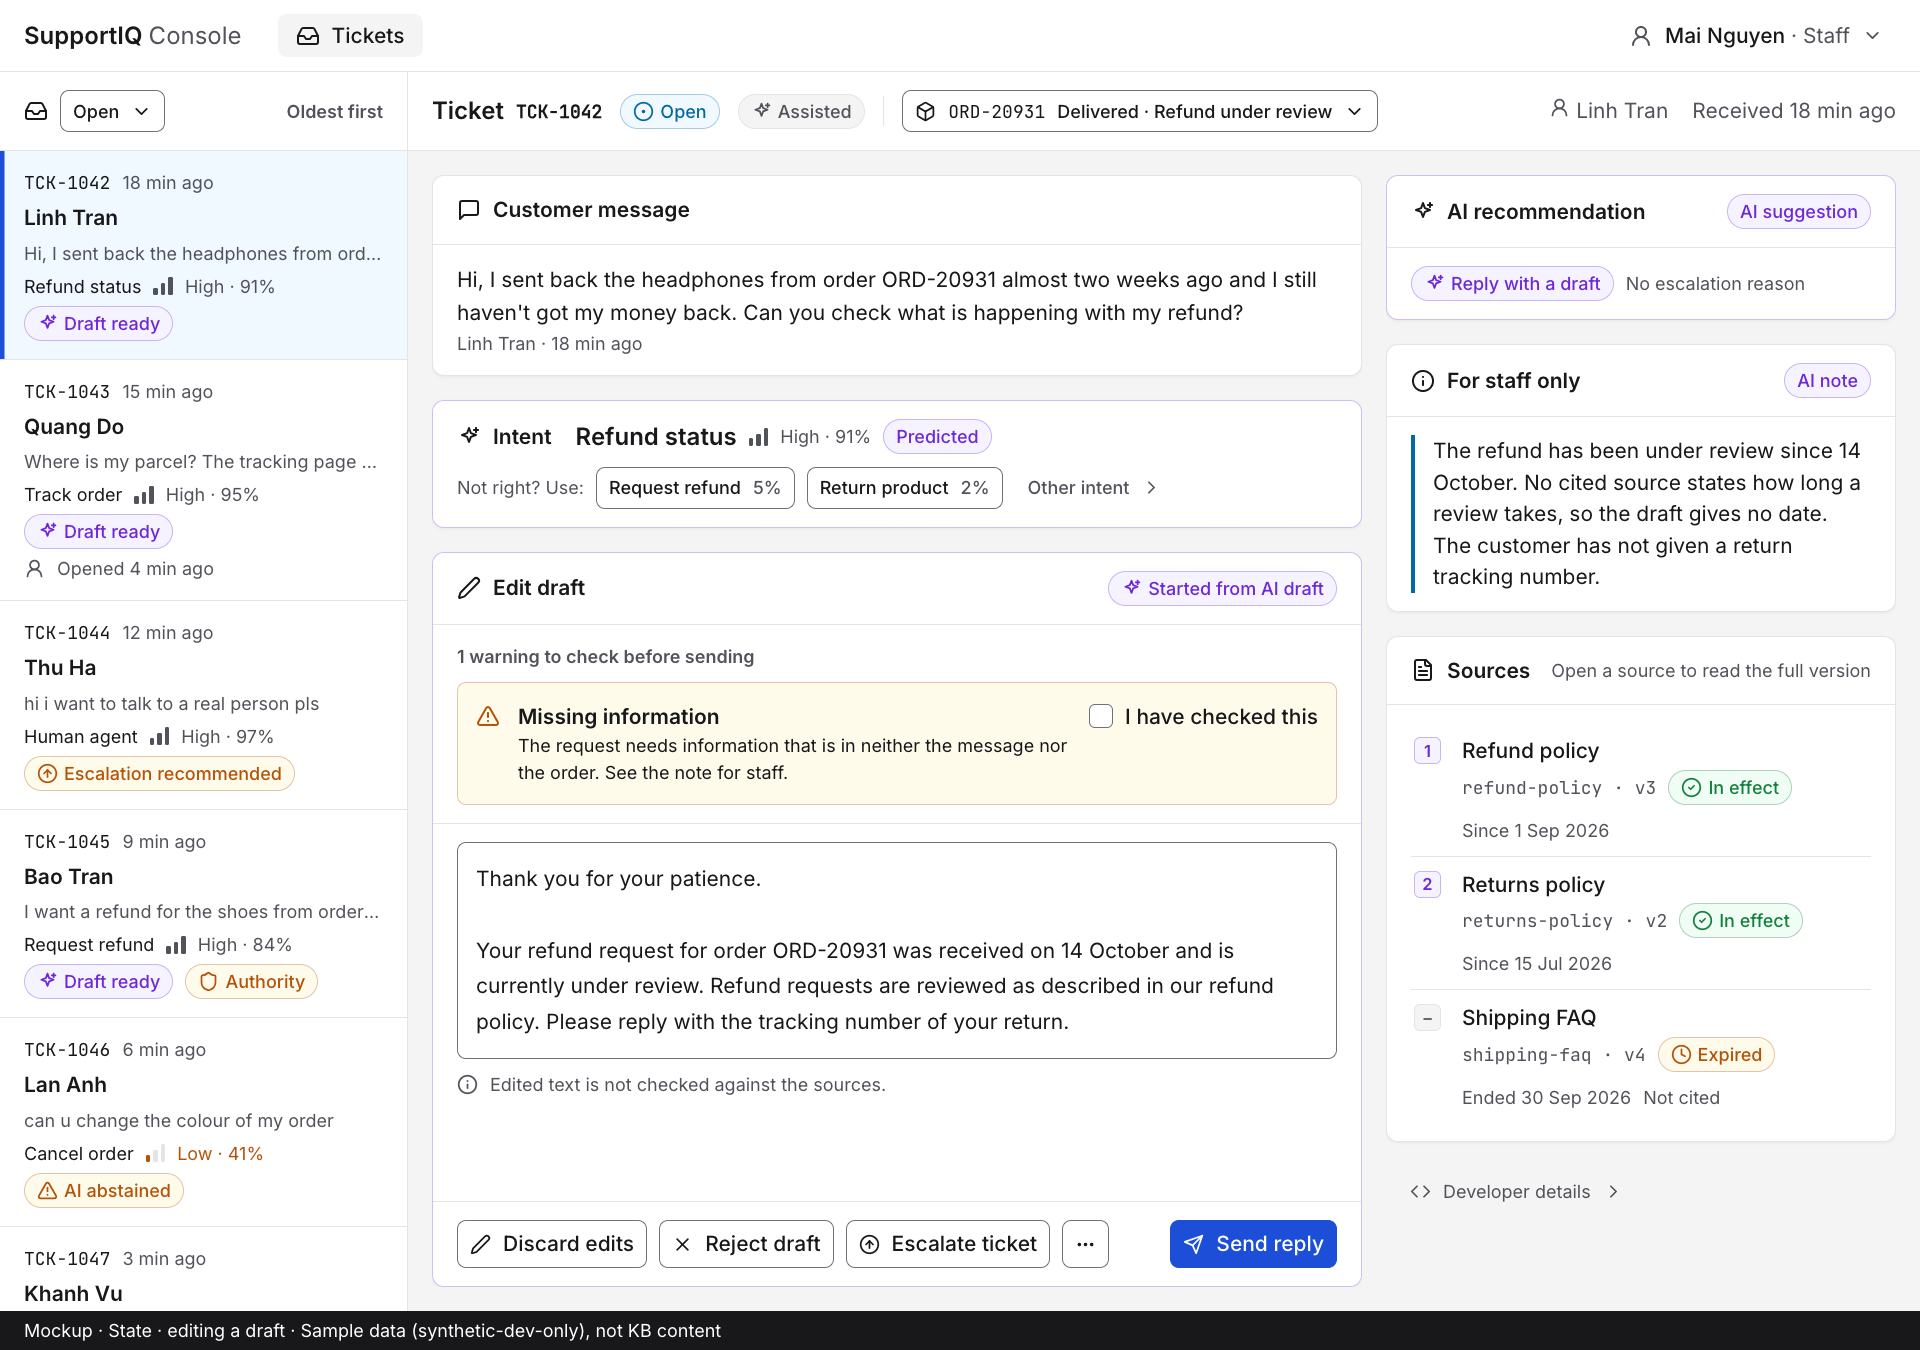 SupportIQ Console
Tickets
Mai Nguyen · Staff
Open
Oldest first
TCK-1042 18 min ago
Linh Tran
Hi, I sent back the headphones from ord...
Refund status High · 91%
Draft ready
TCK-1043 15 min ago
Quang Do
Where is my parcel? The tracking page ...
Track order High · 95%
Draft ready
Opened 4 min ago
TCK-1044 12 min ago
Thu Ha
hi i want to talk to a real person pls
Human agent High · 97%
Escalation recommended
TCK-1045 9 min ago
Bao Tran
I want a refund for the shoes from order...
Request refund High · 84%
Draft ready Authority
TCK-1046 6 min ago
Lan Anh
can u change the colour of my order
Cancel order Low · 41%
AI abstained
TCK-1047 3 min ago
Khanh Vu
Ticket TCK-1042 Open Assisted ORD-20931 Delivered · Refund under review
Linh Tran Received 18 min ago
Customer message
Hi, I sent back the headphones from order ORD-20931 almost two weeks ago and I still
haven't got my money back. Can you check what is happening with my refund?
Linh Tran · 18 min ago
Intent Refund status High · 91% Predicted
Not right? Use: Request refund 5% Return product 2% Other intent
Edit draft Started from AI draft
1 warning to check before sending
Missing information I have checked this
The request needs information that is in neither the message nor
the order. See the note for staff.
Thank you for your patience.
Your refund request for order ORD-20931 was received on 14 October and is
currently under review. Refund requests are reviewed as described in our refund
policy. Please reply with the tracking number of your return.
Edited text is not checked against the sources.
Discard edits Reject draft Escalate ticket ... Send reply
AI recommendation AI suggestion
Reply with a draft No escalation reason
For staff only AI note
The refund has been under review since 14
October. No cited source states how long a
review takes, so the draft gives no date.
The customer has not given a return
tracking number.
Sources Open a source to read the full version
1 Refund policy
refund-policy · v3 In effect
Since 1 Sep 2026
2 Returns policy
returns-policy · v2 In effect
Since 15 Jul 2026
– Shipping FAQ
shipping-faq · v4 Expired
Ended 30 Sep 2026 Not cited
Developer details
Mockup · State · editing a draft · Sample data (synthetic-dev-only), not KB content